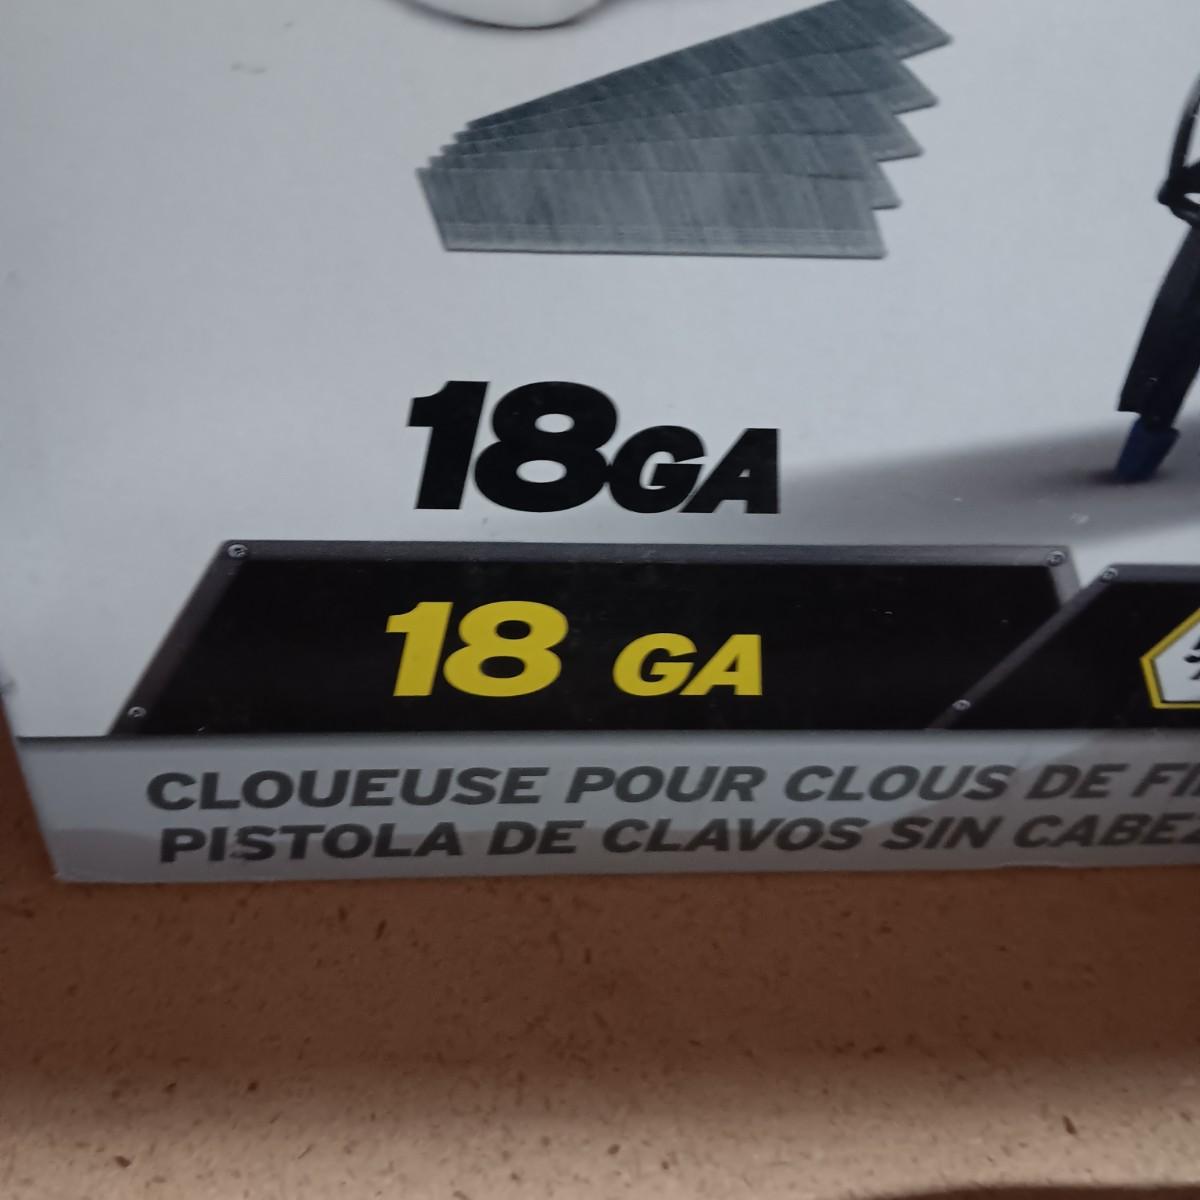 18GA
18 GA
CLOUEUSE POUR CLOUS DE
PISTOLA DE CLAVOS SIN